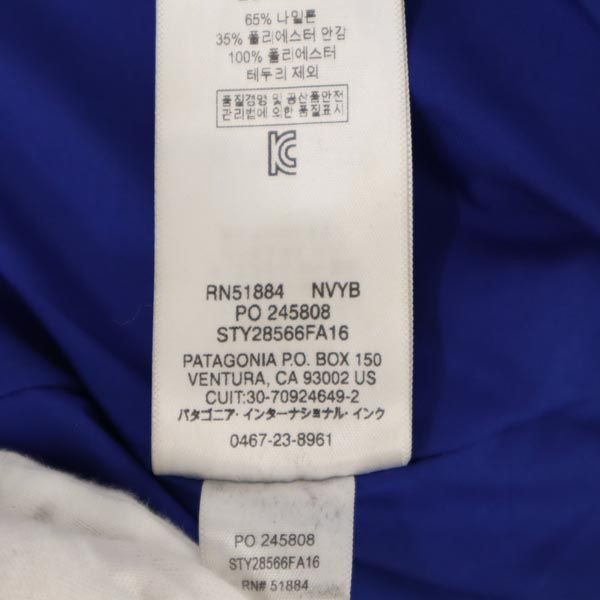 65% 나일론
35% 폴리에스터 안감
100% 폴리에스터
테두리 제외
품질경영 및 공산품안전
관리법에 의한 품질표시
RN51884 NVYB
PO 245808
STY28566FA16
PATAGONIA P.O. BOX 150
VENTURA, CA 93002 US
CUIT:30-70924649-2
パタゴニア・インターナショナル・インク
0467-23-8961
PO 245808
STY28566FA16
RN# 51884